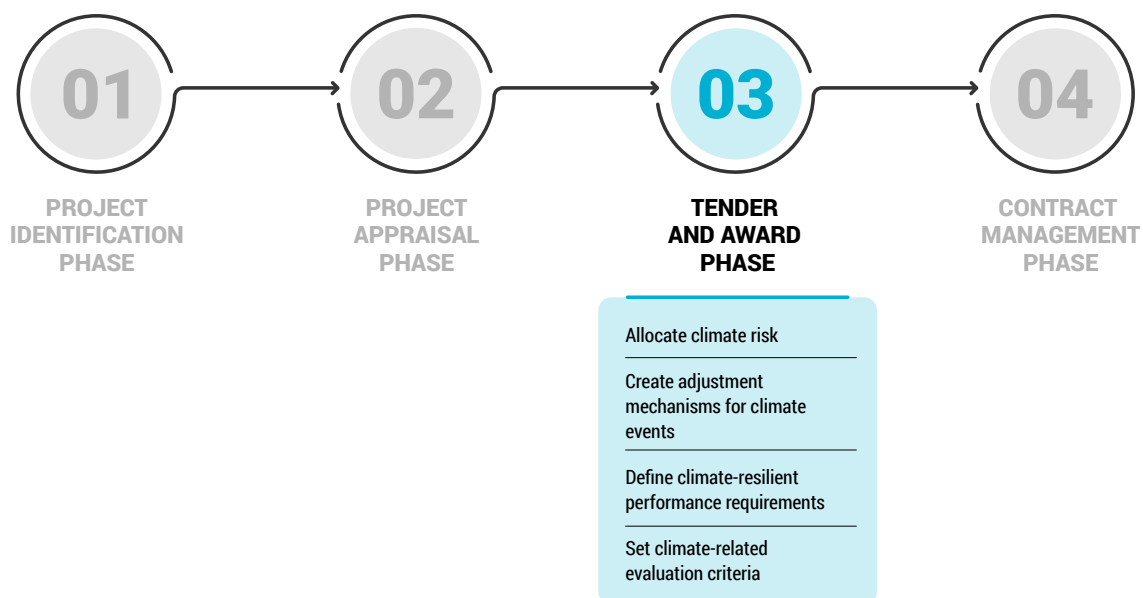 01
PROJECT
IDENTIFICATION
PHASE
02
PROJECT
APPRAISAL
PHASE
03
TENDER
AND AWARD
PHASE
04
CONTRACT
MANAGEMENT
PHASE
Allocate climate risk
Create adjustment
mechanisms for climate
events
Define climate-resilient
performance requirements
Set climate-related
evaluation criteria